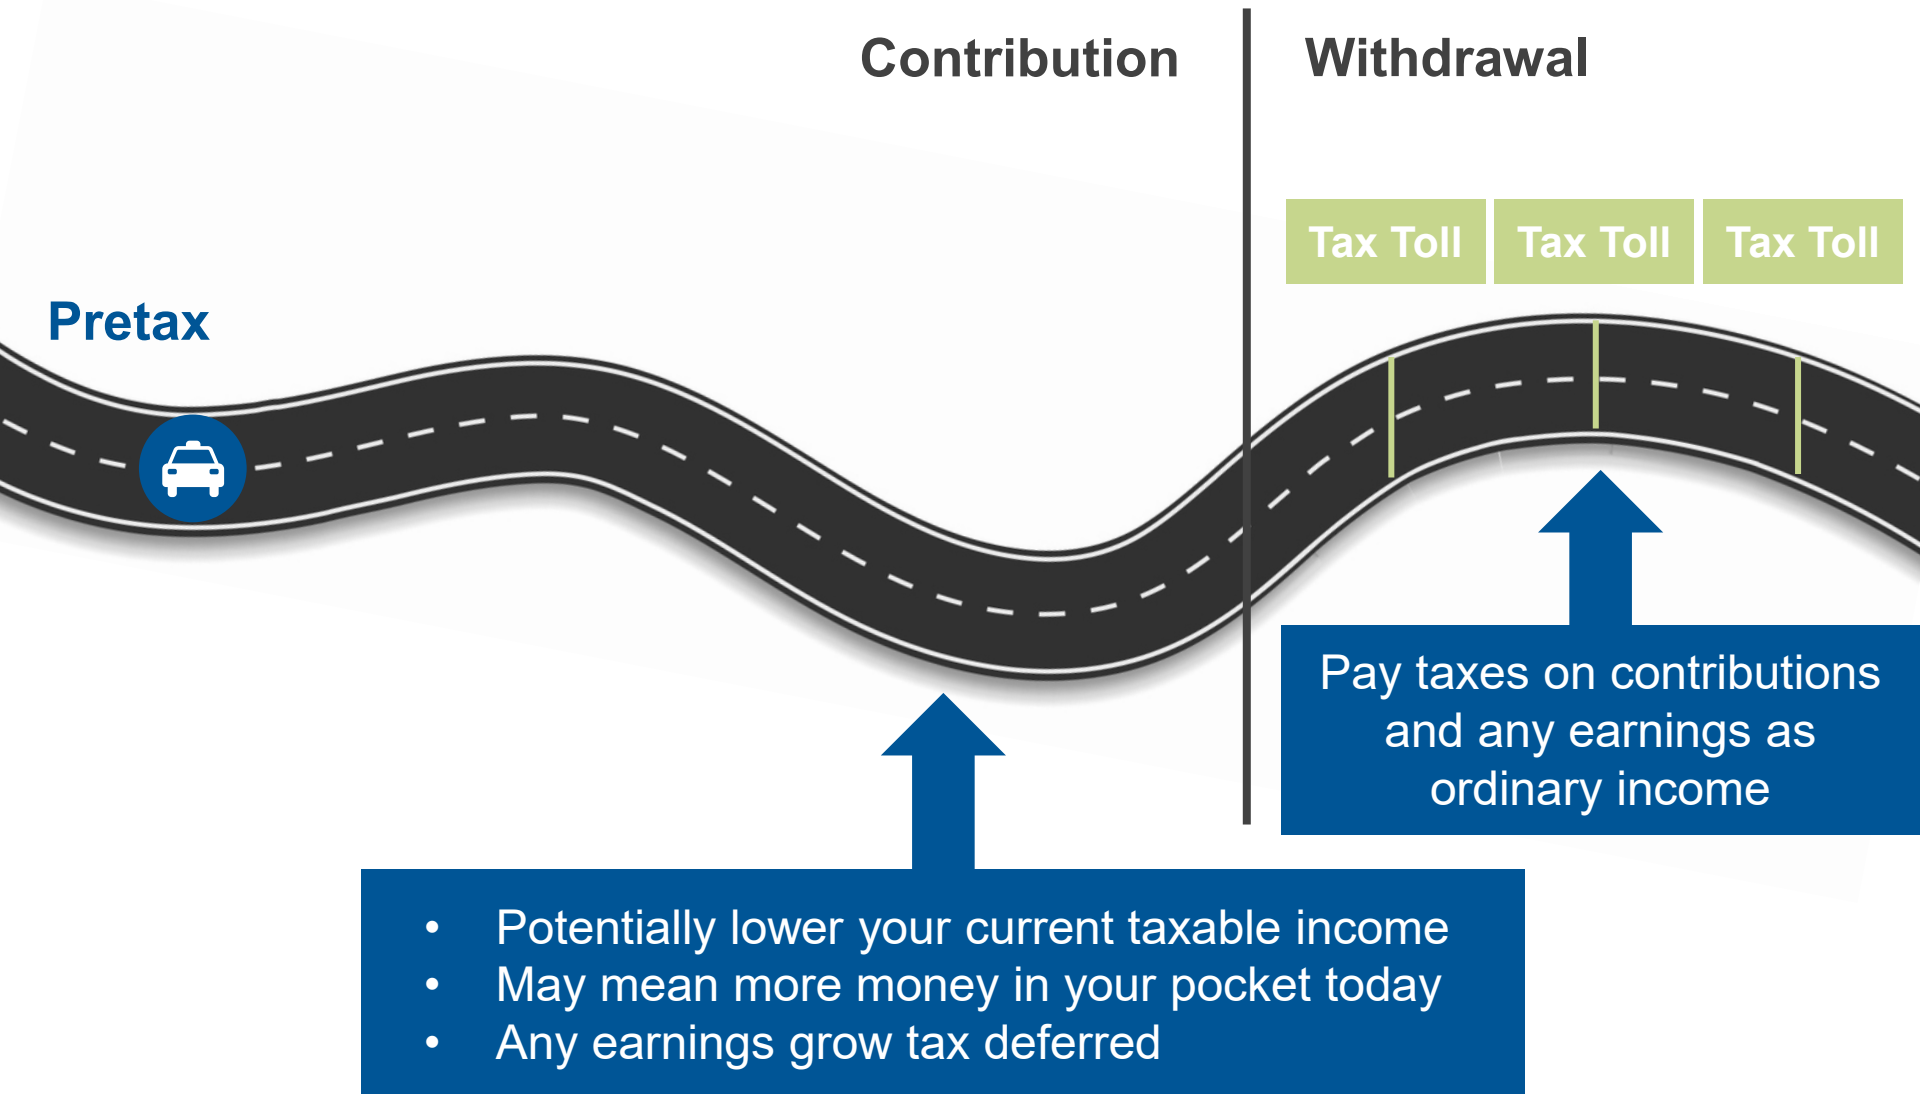 Contribution
Withdrawal
Tax Toll
Tax Toll
Tax Toll
Pretax
Pay taxes on contributions
and any earnings as
ordinary income
• Potentially lower your current taxable income
• May mean more money in your pocket today
• Any earnings grow tax deferred